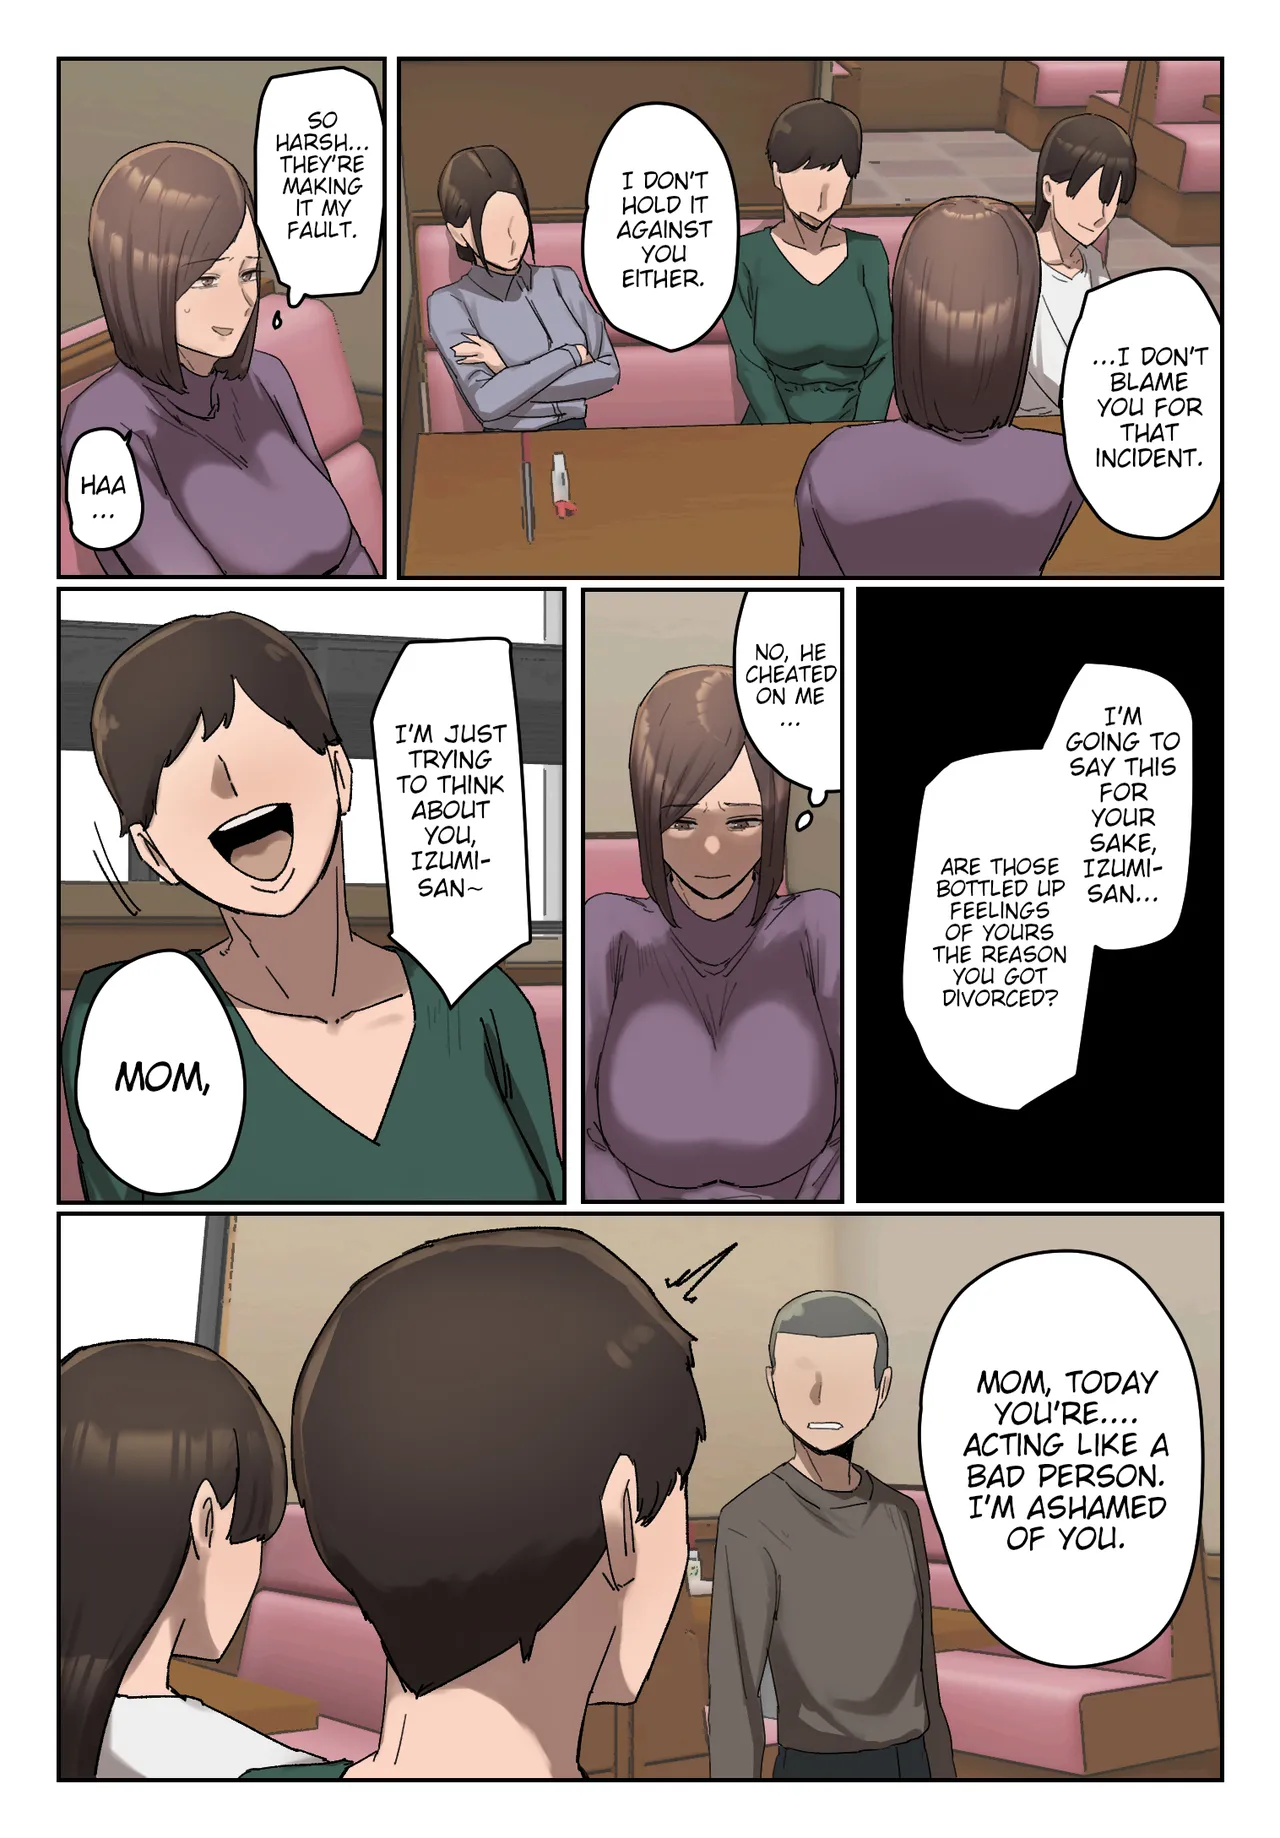 ...I DON'T
BLAME
YOU FOR
THAT
INCIDENT.
I DON'T
HOLD IT
AGAINST
YOU
EITHER.
SO
HARSH...
THEY'RE
MAKING
IT MY
FAULT.
HAA
...
I'M
GOING TO
SAY THIS
FOR
YOUR
SAKE,
IZUMI-
SAN...
ARE THOSE
BOTTLED UP
FEELINGS
OF YOURS
THE REASON
YOU GOT
DIVORCED?
NO, HE
CHEATED
ON ME
...
I'M JUST
TRYING
TO THINK
ABOUT
YOU,
IZUMI-
SAN~
MOM,
MOM, TODAY
YOU'RE....
ACTING LIKE A
BAD PERSON.
I'M ASHAMED
OF YOU.